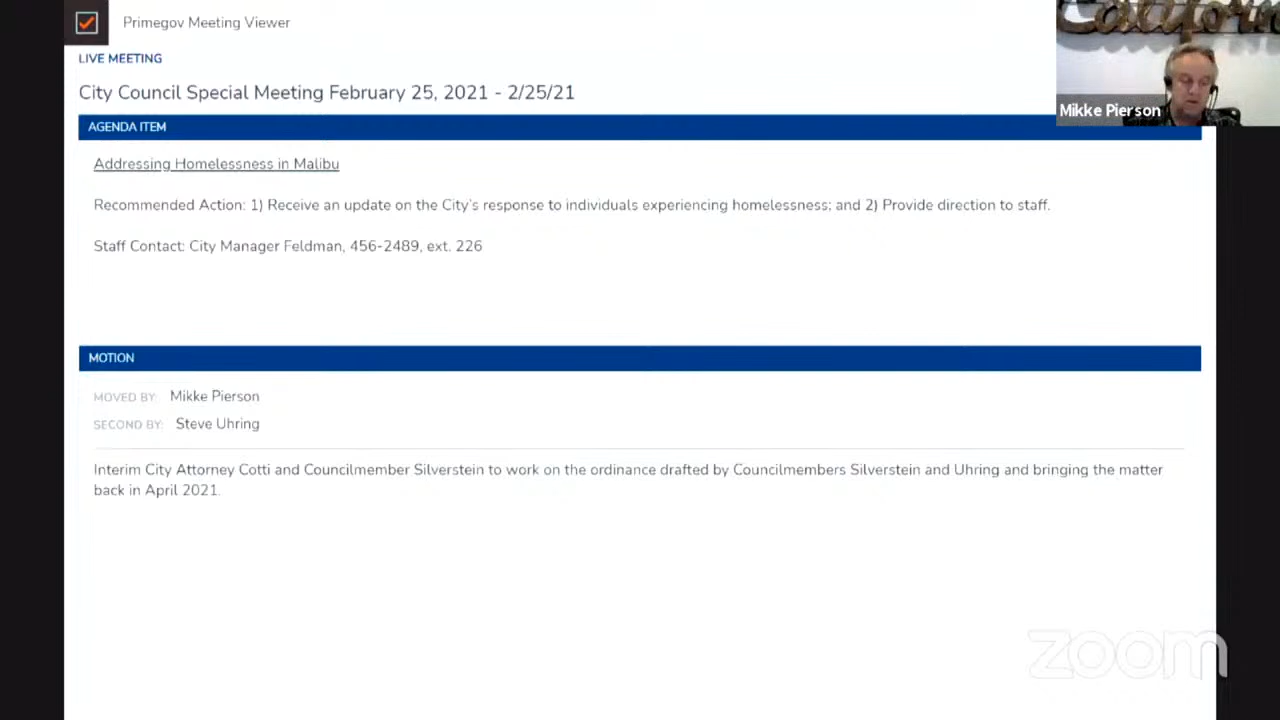 Primegov Meeting Viewer
LIVE MEETING
City Council Special Meeting February 25, 2021 - 2/25/21
AGENDA ITEM
Addressing Homelessness in Malibu
Recommended Action: 1) Receive an update on the City's response to individuals experiencing homelessness; and 2) Provide direction to staff.
Staff Contact: City Manager Feldman, 456-2489, ext. 226
MOTION
MOVED BY: Mikke Pierson
SECOND BY: Steve Uhring
Interim City Attorney Cotti and Councilmember Silverstein to work on the ordinance drafted by Councilmembers Silverstein and Uhring and bringing the matter
back in April 2021.
Mikke Pierson
zoom